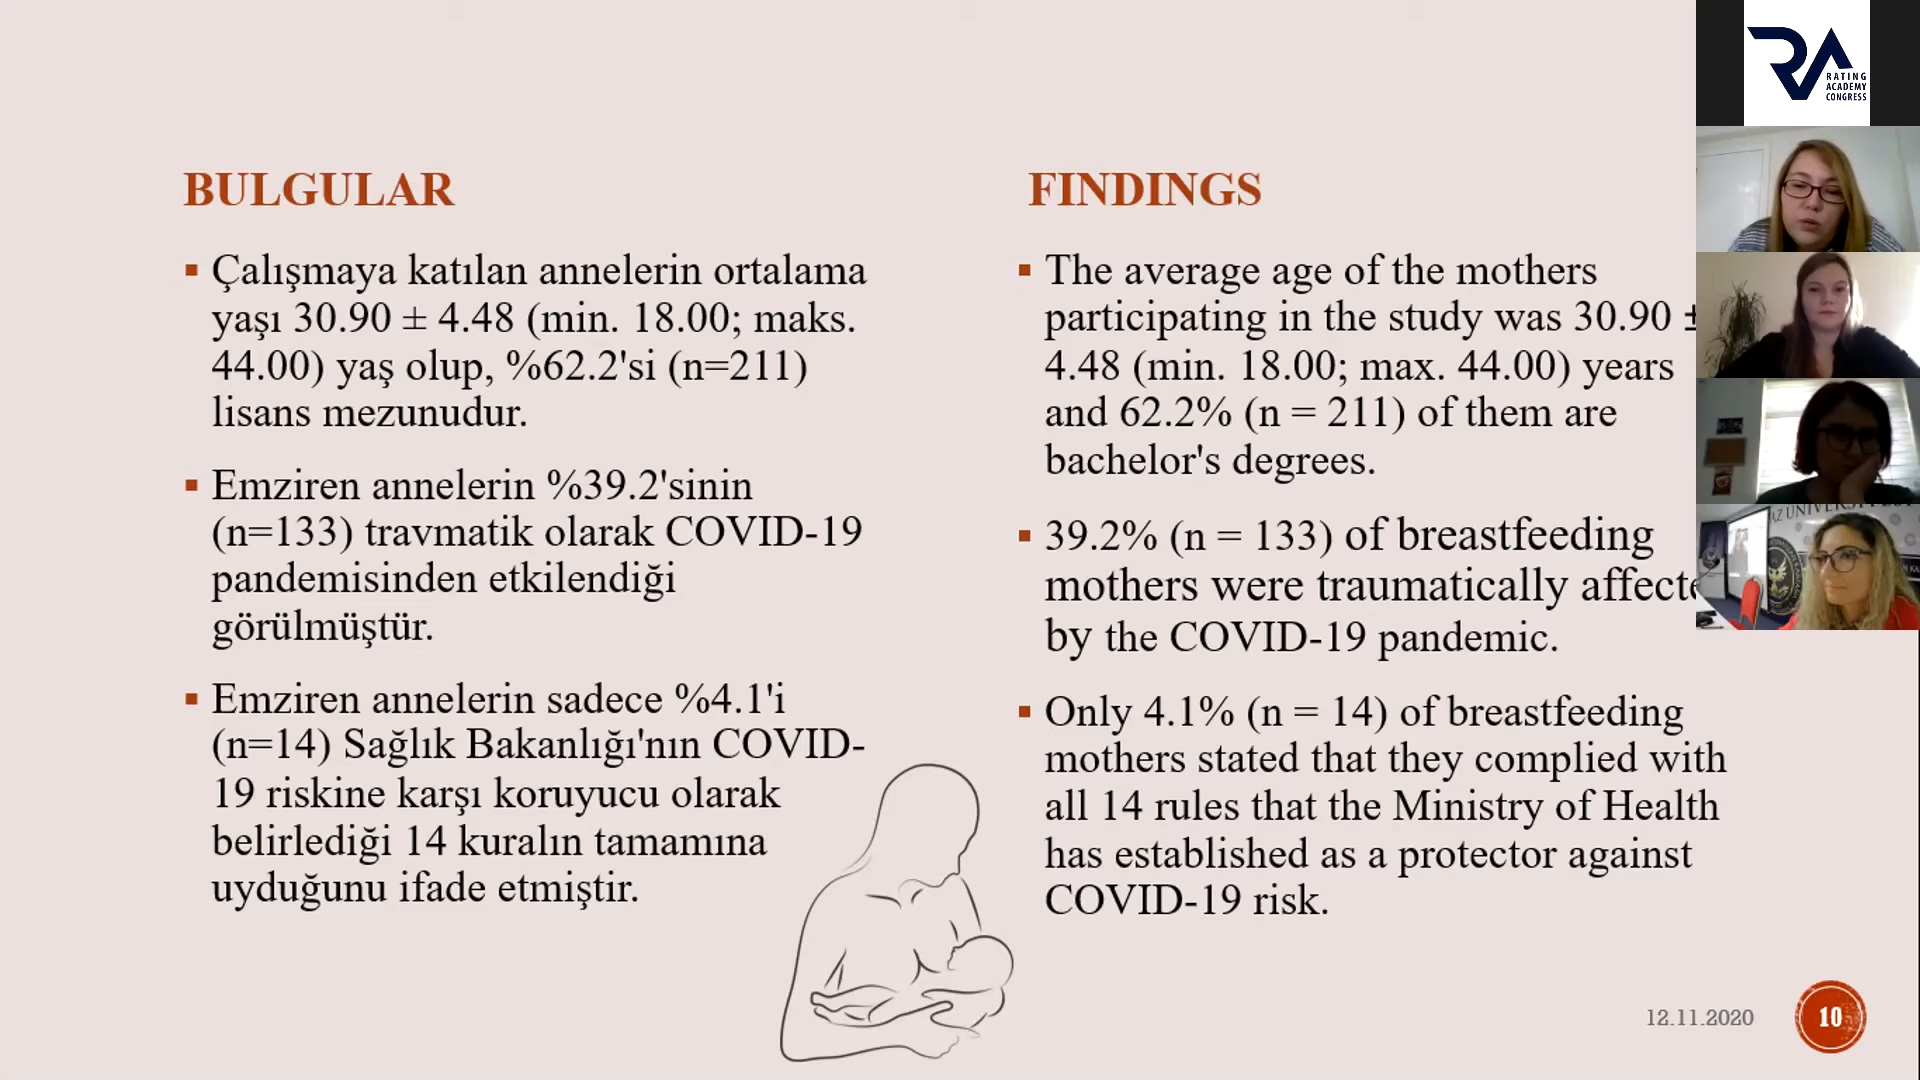 BULGULAR
Çalışmaya katılan annelerin ortalama
yaşı 30.90 ± 4.48 (min. 18.00; maks.
44.00) yaş olup, %62.2'si (n=211)
lisans mezunudur.
Emziren annelerin %39.2'sinin
(n=133) travmatik olarak COVID-19
pandemisinden etkilendiği
görülmüştür.
Emziren annelerin sadece %4.1'i
(n=14) Sağlık Bakanlığı'nın COVID-
19 riskine karşı koruyucu olarak
belirlediği 14 kuralın tamamına
uyduğunu ifade etmiştir.
FINDINGS
The average age of the mothers
participating in the study was 30.90 ±
4.48 (min. 18.00; max. 44.00) years
and 62.2% (n = 211) of them are
bachelor's degrees.
39.2% (n = 133) of breastfeeding
mothers were traumatically affecte
by the COVID-19 pandemic.
Only 4.1% (n = 14) of breastfeeding
mothers stated that they complied with
all 14 rules that the Ministry of Health
has established as a protector against
COVID-19 risk.
12.11.2020
10
RA
RATING
ACADEMY
CONGRESS